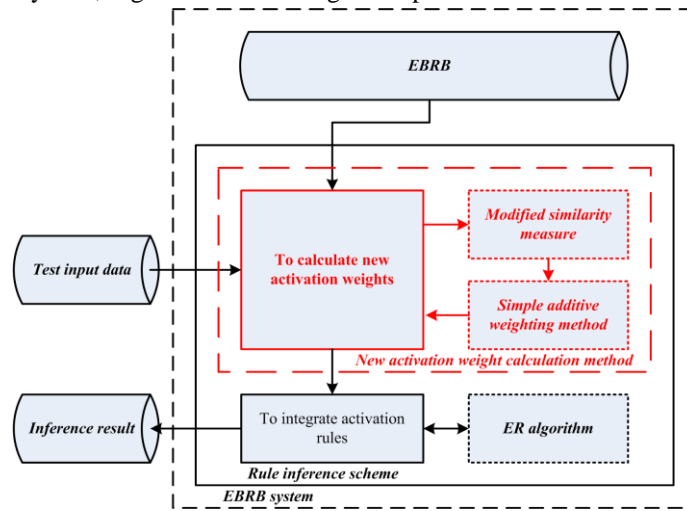 EBRB
Modified similarity
measure
To calculate new
activation weights
Test input data
Simple additive
weighting method
New activation weight calculation method
To integrate activation
rules
Inference result
ER algorithm
Rule inference scheme
EBRB system